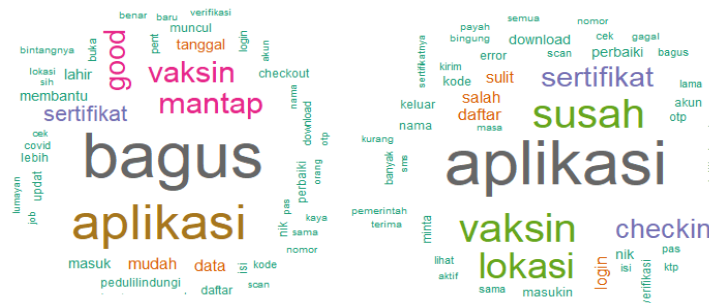 benar
baru
verifikasi
muncul
bintangnya
buka
good
pent
tanggal
login
akun
lokasi
sih
lahir
vaksin
checkout
membantu
mantap
nama
sertifikat
download
otp
cek
covid
lebih
bagus
perbaiki
orang
lumayan
updat
job
aplikasi
pas
nik
kaya
sama
nomor
masuk
mudah
data
isi
kode
pedulilindungi
daftar
scan
payah
semua
nomor
bingung
download
cek
gagal
sertifikatnya
error
scan
perbaiki
bagus
kirim
kode
sulit
sertifikat
lama
keluar
salah
akun
daftar
susah
otp
nama
masa
kurang
banyak
sms
aplikasi
pemerintah
terima
minta
vaksin
checkin
lihat
aktif
lokasi
login
nik
isi
pas
ktp
verifikasi
sama
masukin